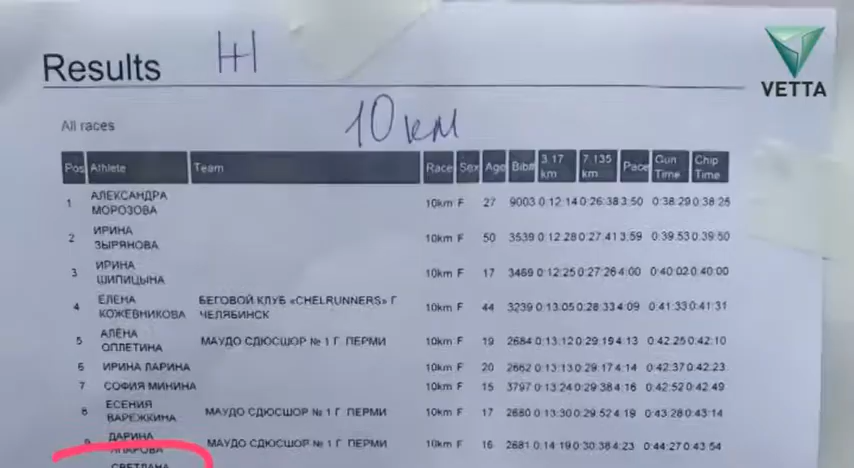 Results Н
VETTA
10 км
All races
Pos Athlete Team Race Sex Age Bib# 3.17 km 7.135 km Pace Gun Time Chip Time
1 АЛЕКСАНДРА МОРОЗОВА 10km F 27 9003 0:12:14 0:26:38 3:50 0:38:29 0:38:26
2 ИРИНА ЗЫРЯНОВА 10km F 50 3539 0:12:28 0:27:41 3:59 0:39:53 0:39:50
3 ИРИНА ШИПИЦЫНА 10km F 17 3469 0:12:25 0:27:26 4:00 0:40:02 0:40:00
4 ЕЛЕНА КОЖЕВНИКОВА БЕГОВОЙ КЛУБ «CHELRUNNERS» Г ЧЕЛЯБИНСК 10km F 44 3239 0:13:05 0:28:33 4:09 0:41:33 0:41:31
5 АЛЁНА ОПЛЕТИНА МАУДО СДЮСШОР № 1 Г. ПЕРМИ 10km F 19 2684 0:13:12 0:29:19 4:13 0:42:25 0:42:10
6 ИРИНА ЛАРИНА 10km F 20 2662 0:13:13 0:29:17 4:14 0:42:37 0:42:23
7 СОФИЯ МИНИНА 10km F 15 3797 0:13:24 0:29:38 4:16 0:42:52 0:42:49
8 ЕСЕНИЯ ВАРЕЖКИНА МАУДО СДЮСШОР № 1 Г. ПЕРМИ 10km F 17 2680 0:13:30 0:29:52 4:19 0:43:28 0:43:14
9 ДАРИНА МАУДО СДЮСШОР № 1 Г. ПЕРМИ 10km F 16 2681 0:14:19 0:30:38 4:23 0:44:27 0:43:54
СВЕТЛАНА